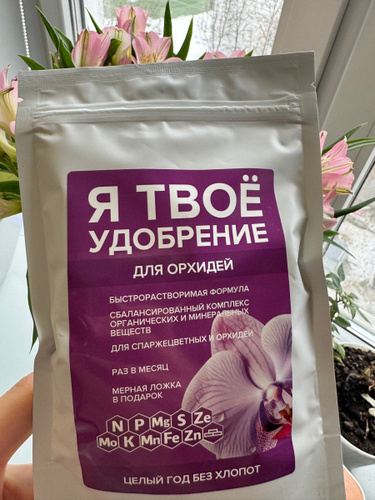 Я ТВОЁ
УДОБРЕНИЕ
ДЛЯ ОРХИДЕЙ
БЫСТРОРАСТВОРИМАЯ ФОРМУЛА
СБАЛАНСИРОВАННЫЙ КОМПЛЕКС
ОРГАНИЧЕСКИХ И МИНЕРАЛЬНЫХ
ВЕЩЕСТВ
ДЛЯ СПАРЖЕЦВЕТНЫХ И ОРХИДЕЙ
РАЗ В МЕСЯЦ
МЕРНАЯ ЛОЖКА
В ПОДАРОК
N P Mg S Ze
Mo K Mn Fe Zn
ЦЕЛЫЙ ГОД БЕЗ ХЛОПОТ